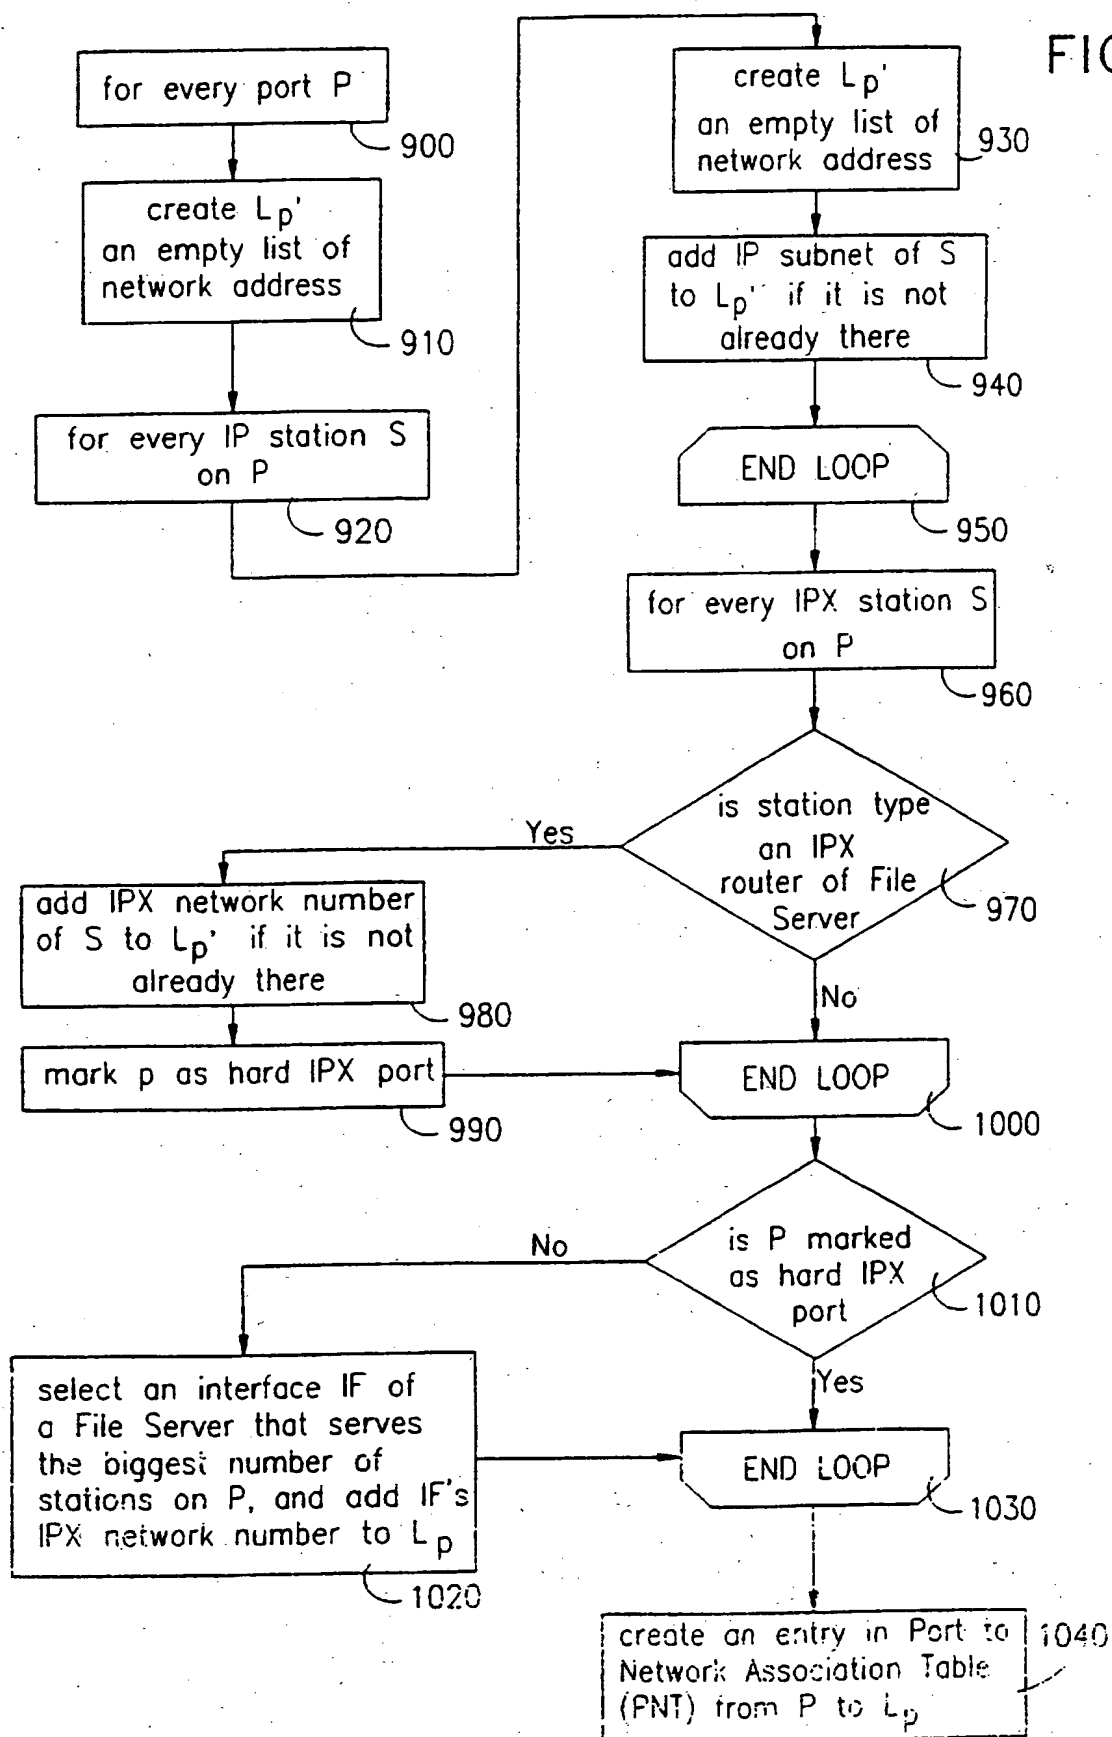 FIG
for every port P
900
create Lp'
an empty list of
network address
910
for every IP station S
on P
920
create Lp'
an empty list of
network address
930
add IP subnet of S
to Lp' if it is not
already there
940
END LOOP
950
for every IPX station S
on P
960
is station type
an IPX
router of File
Server
970
Yes
No
add IPX network number
of S to Lp' if it is not
already there
980
mark p as hard IPX port
990
END LOOP
1000
is P marked
as hard IPX
port
1010
No
Yes
select an interface IF of
a File Server that serves
the biggest number of
stations on P, and add IF's
IPX network number to Lp
1020
END LOOP
1030
create an entry in Port to
Network Association Table
(PNT) from P to Lp
1040